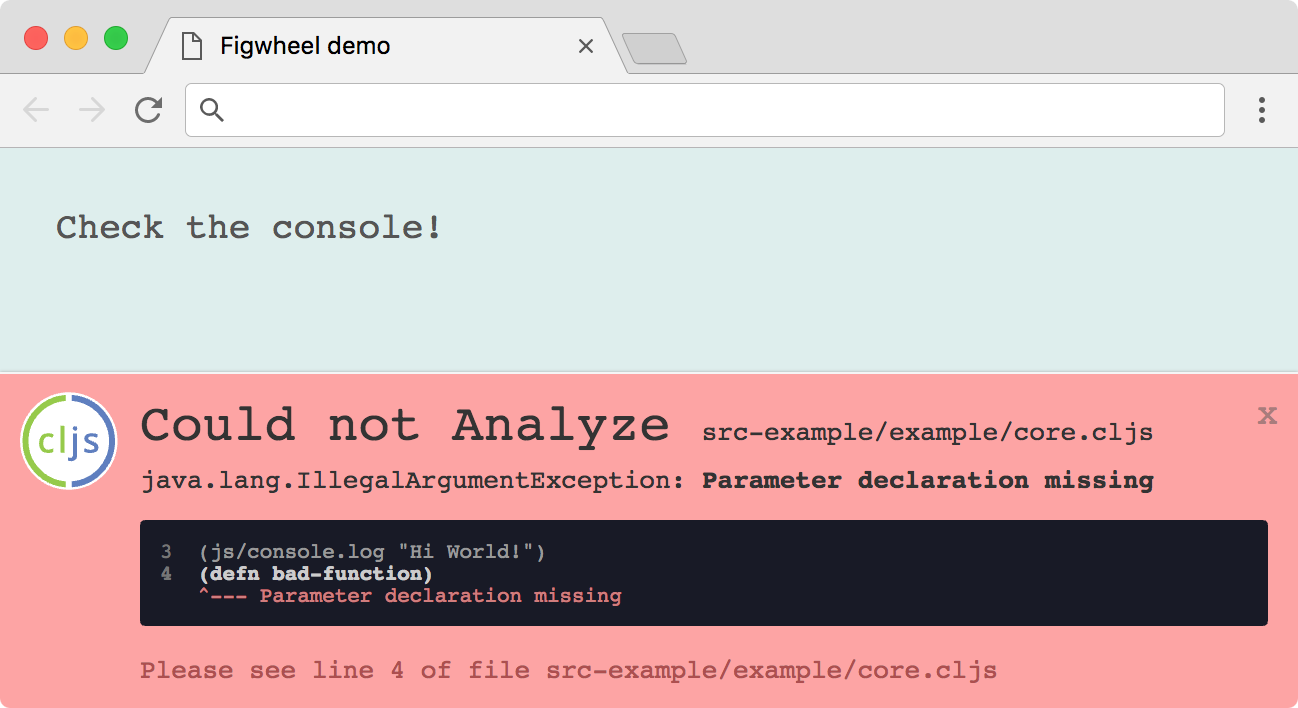 Figwheel demo
Check the console!
cljs
Could not Analyze src-example/example/core.cljs
x
java.lang.IllegalArgumentException: Parameter declaration missing
3 (js/console.log "Hi World!")
4 (defn bad-function)
^--- Parameter declaration missing
Please see line 4 of file src-example/example/core.cljs